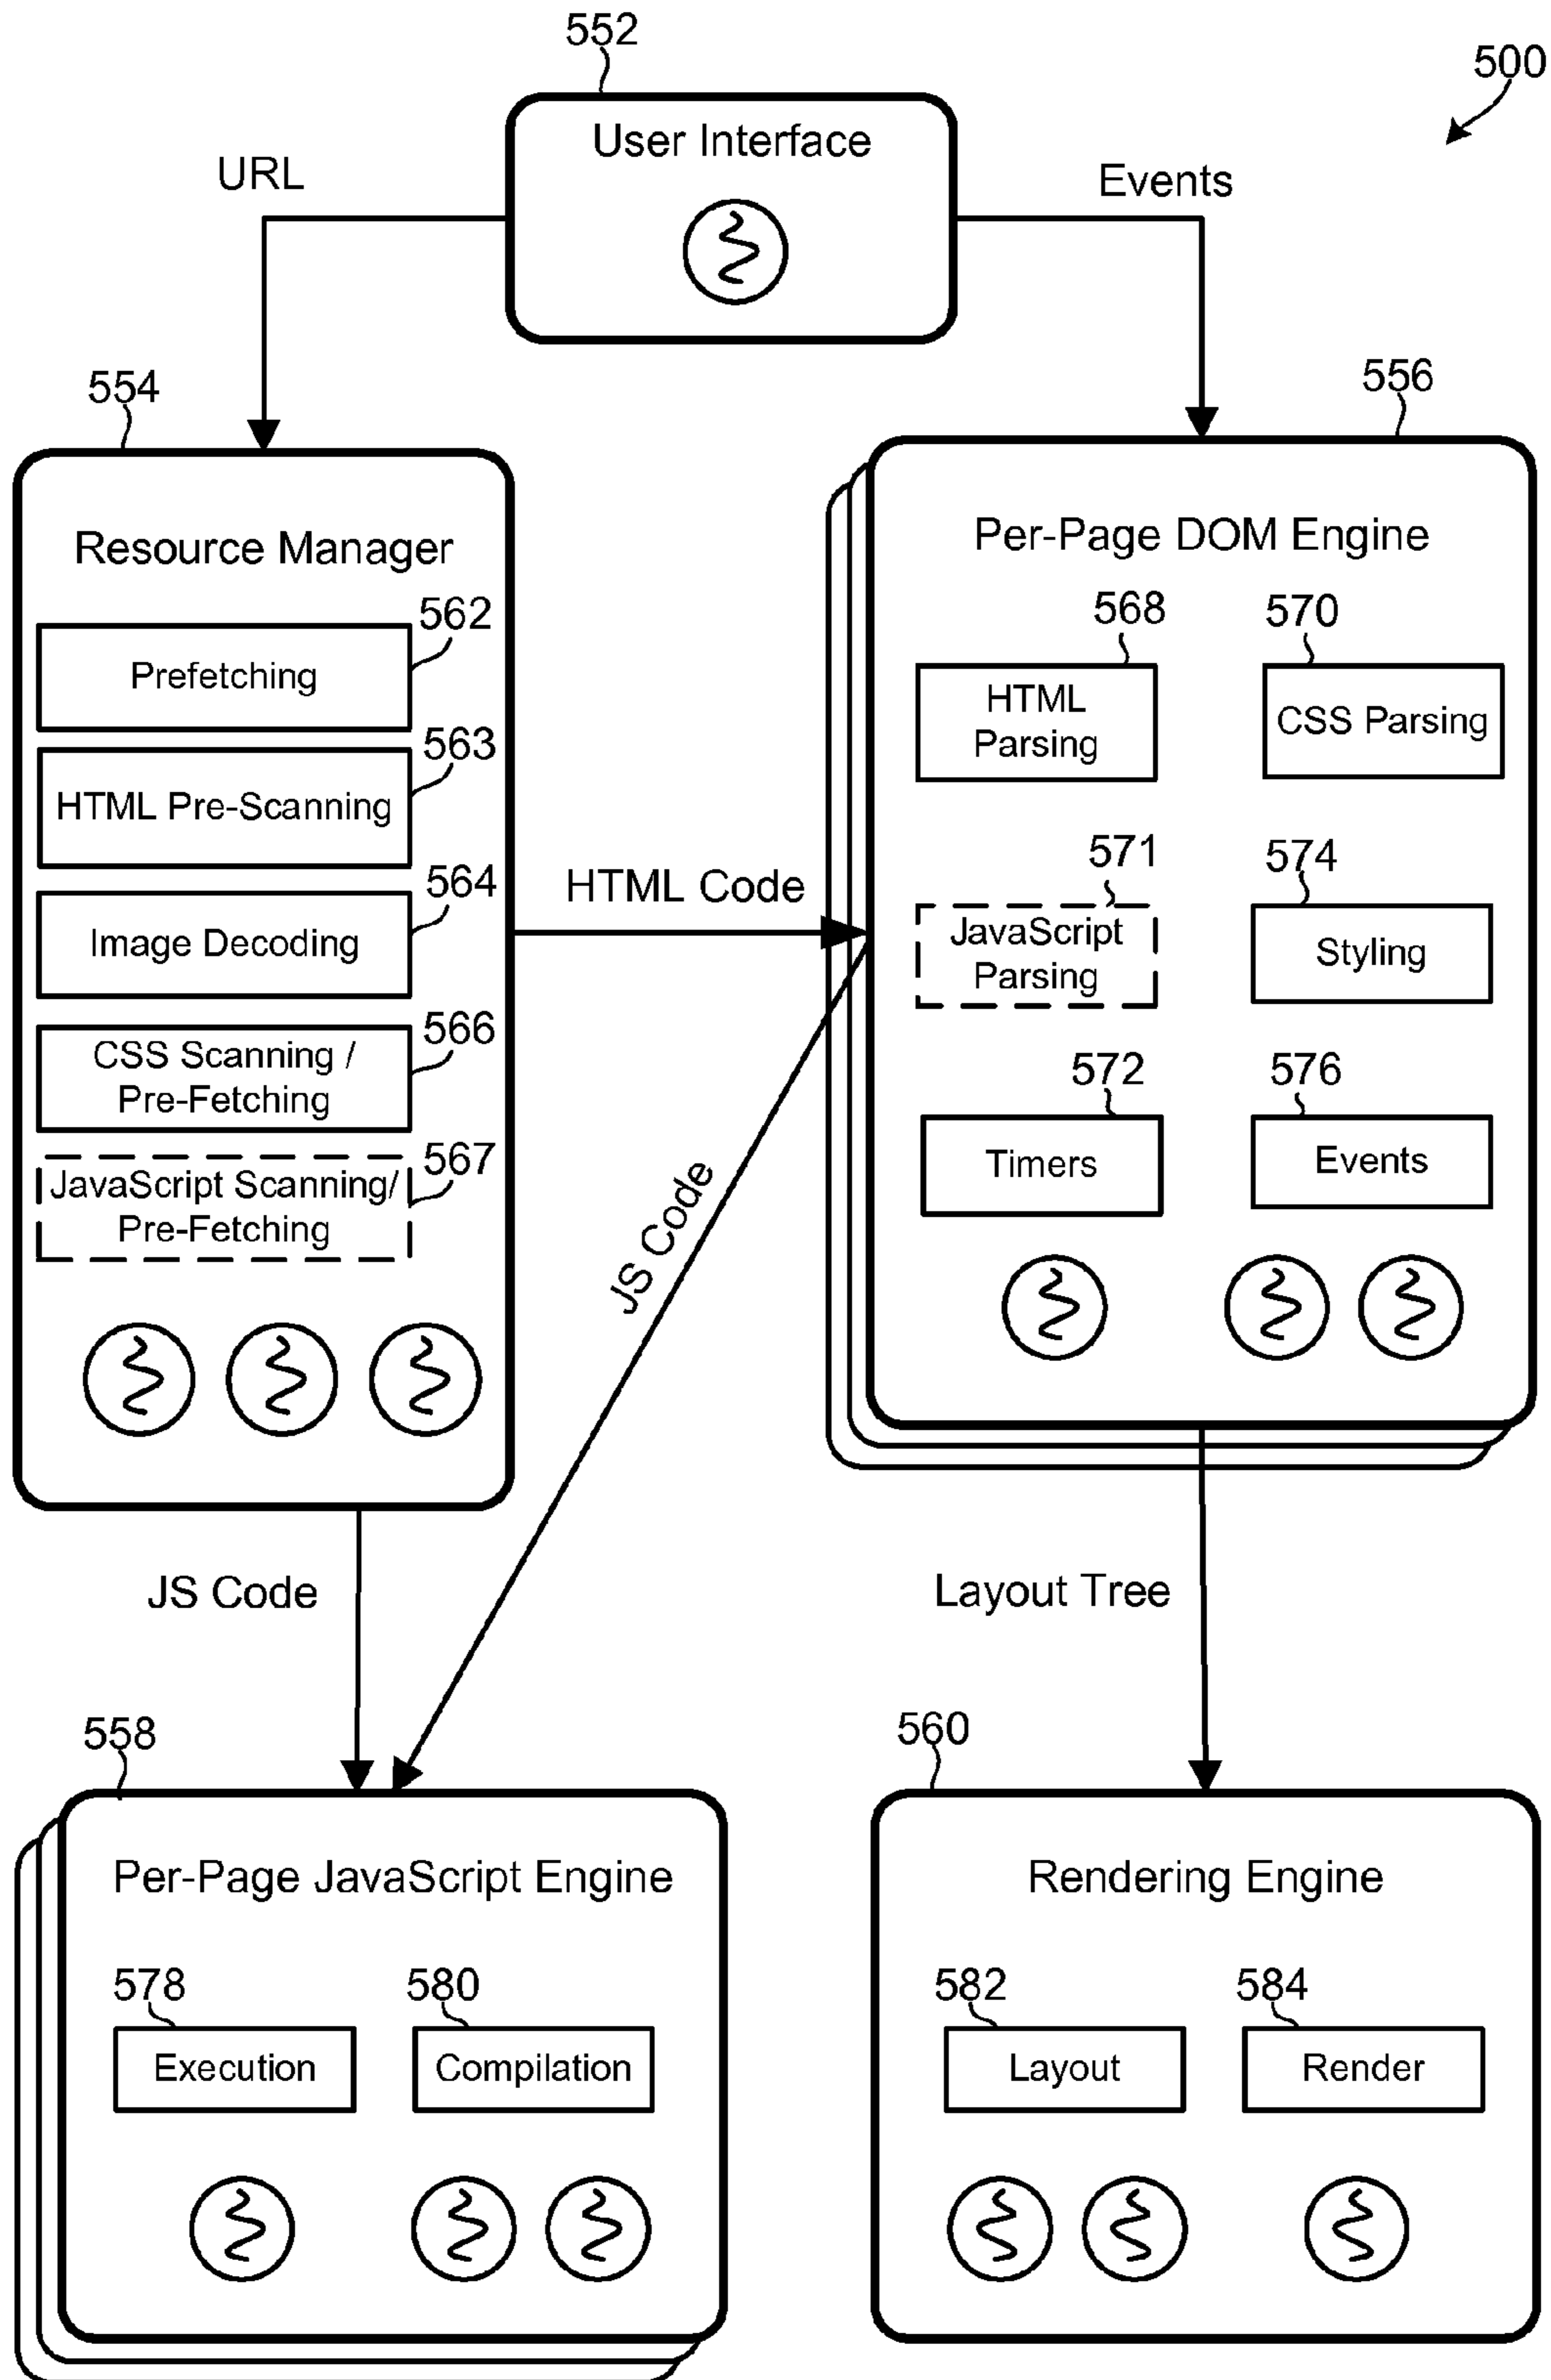 552
500
User Interface
URL
Events
554
556
Resource Manager
562
Prefetching
563
HTML Pre-Scanning
564
Image Decoding
566
CSS Scanning /
Pre-Fetching
567
JavaScript Scanning/
Pre-Fetching
HTML Code
Per-Page DOM Engine
568
HTML
Parsing
570
CSS Parsing
571
JavaScript
Parsing
574
Styling
572
Timers
576
Events
JS Code
JS Code
Layout Tree
558
Per-Page JavaScript Engine
578
Execution
580
Compilation
560
Rendering Engine
582
Layout
584
Render